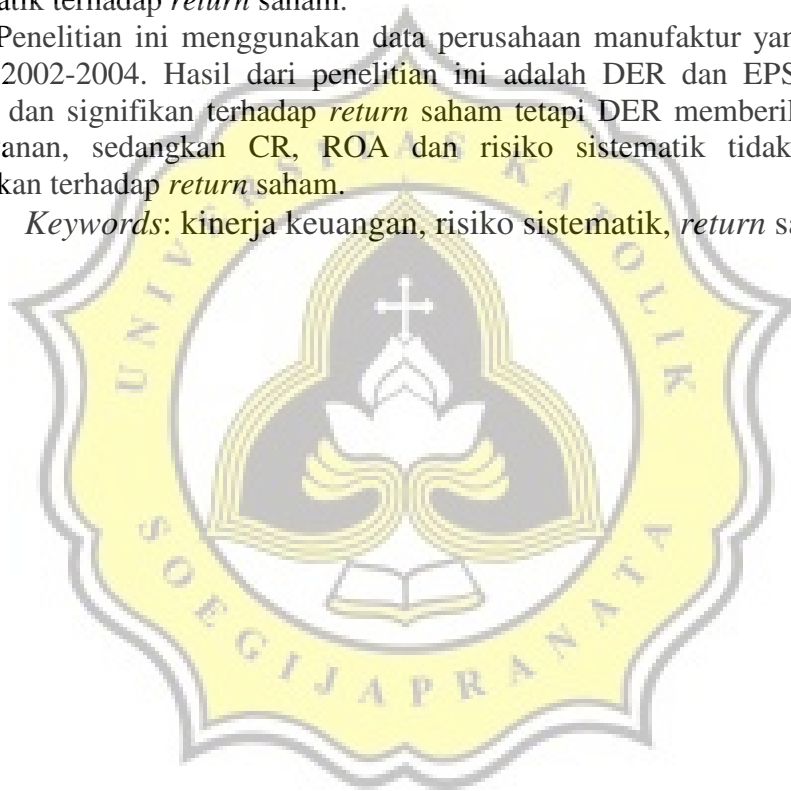 atik terhadap return saham.
Penelitian ini menggunakan data perusahaan manufaktur yan
2002-2004. Hasil dari penelitian ini adalah DER dan EPS
dan signifikan terhadap return saham tetapi DER memberi
anan, sedangkan CR, ROA dan risiko sistematik tidak
kan terhadap return saham.
Keywords: kinerja keuangan, risiko sistematik, return sa
UNIVERSITAS KATOLIK
SOEGIJAPRANATA